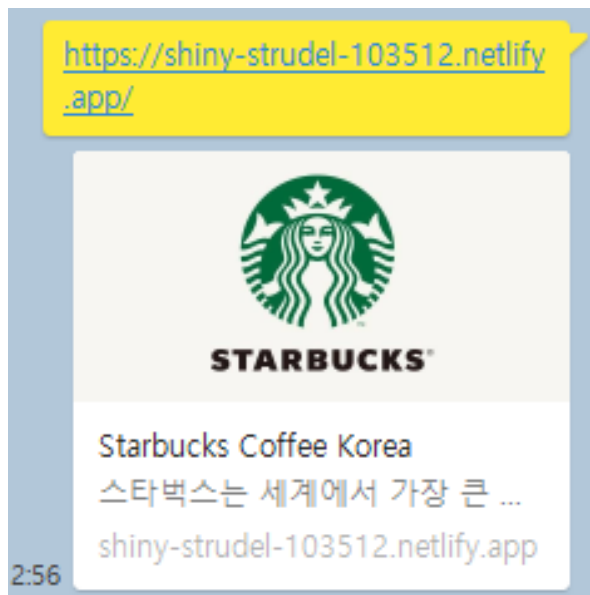 https://shiny-strudel-103512.netlify
.app/
STARBUCKS
Starbucks Coffee Korea
스타벅스는 세계에서 가장 큰 ...
shiny-strudel-103512.netlify.app
2:56